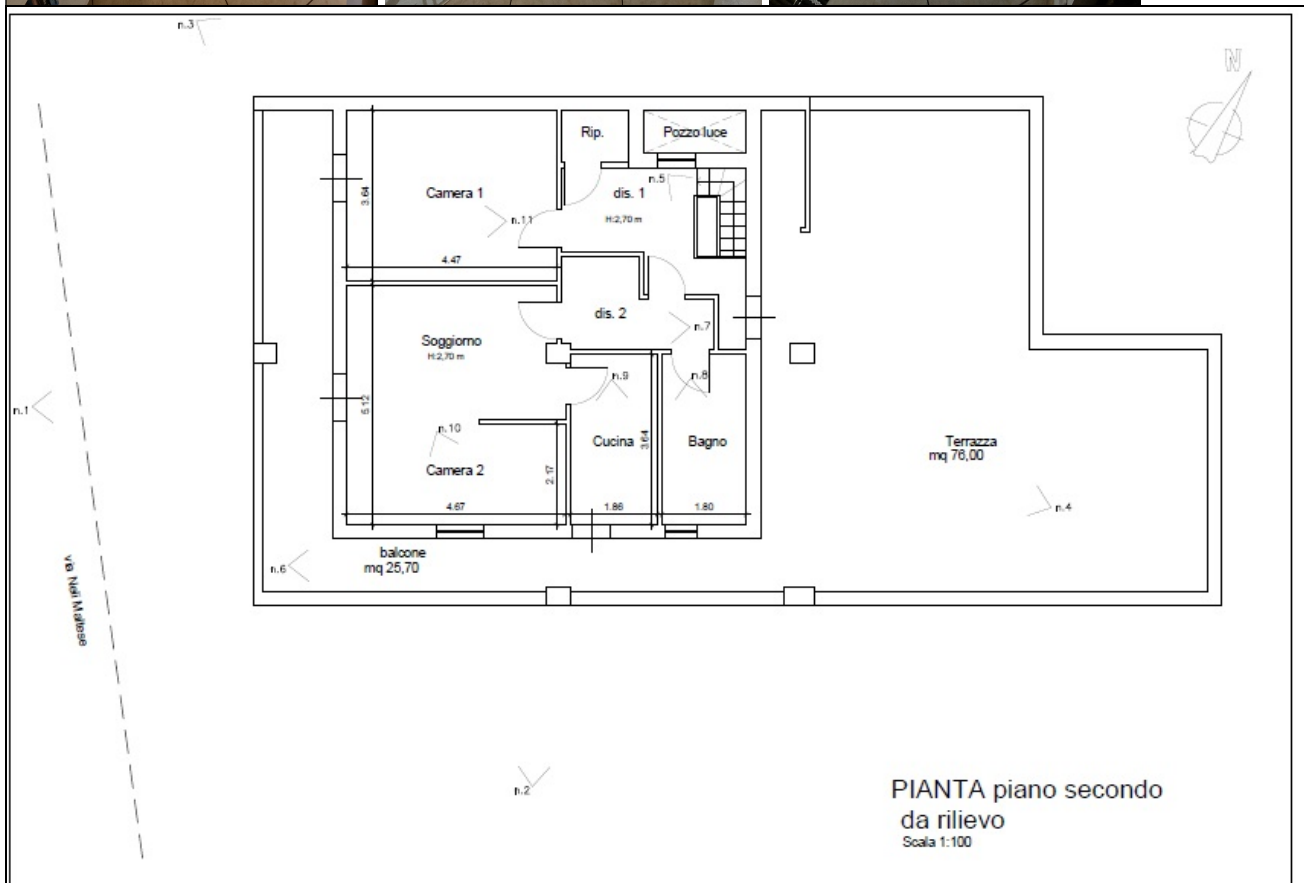 n.3
N
Rip.
Pozzo luce
n.5
Camera 1
dis. 1
3.64
n.11
H:2,70 m
4.47
dis. 2
n.7
Soggiorno
H:2,70 m
n.9
n.8
n.1
5.12
n.10
Cucina
3.64
Bagno
Terrazza
mq 76,00
Camera 2
2.17
4.67
1.86
1.80
n.4
balcone
mq 25,70
n.6
via Neli Maltese
n.2
PIANTA piano secondo
da rilievo
Scala 1:100